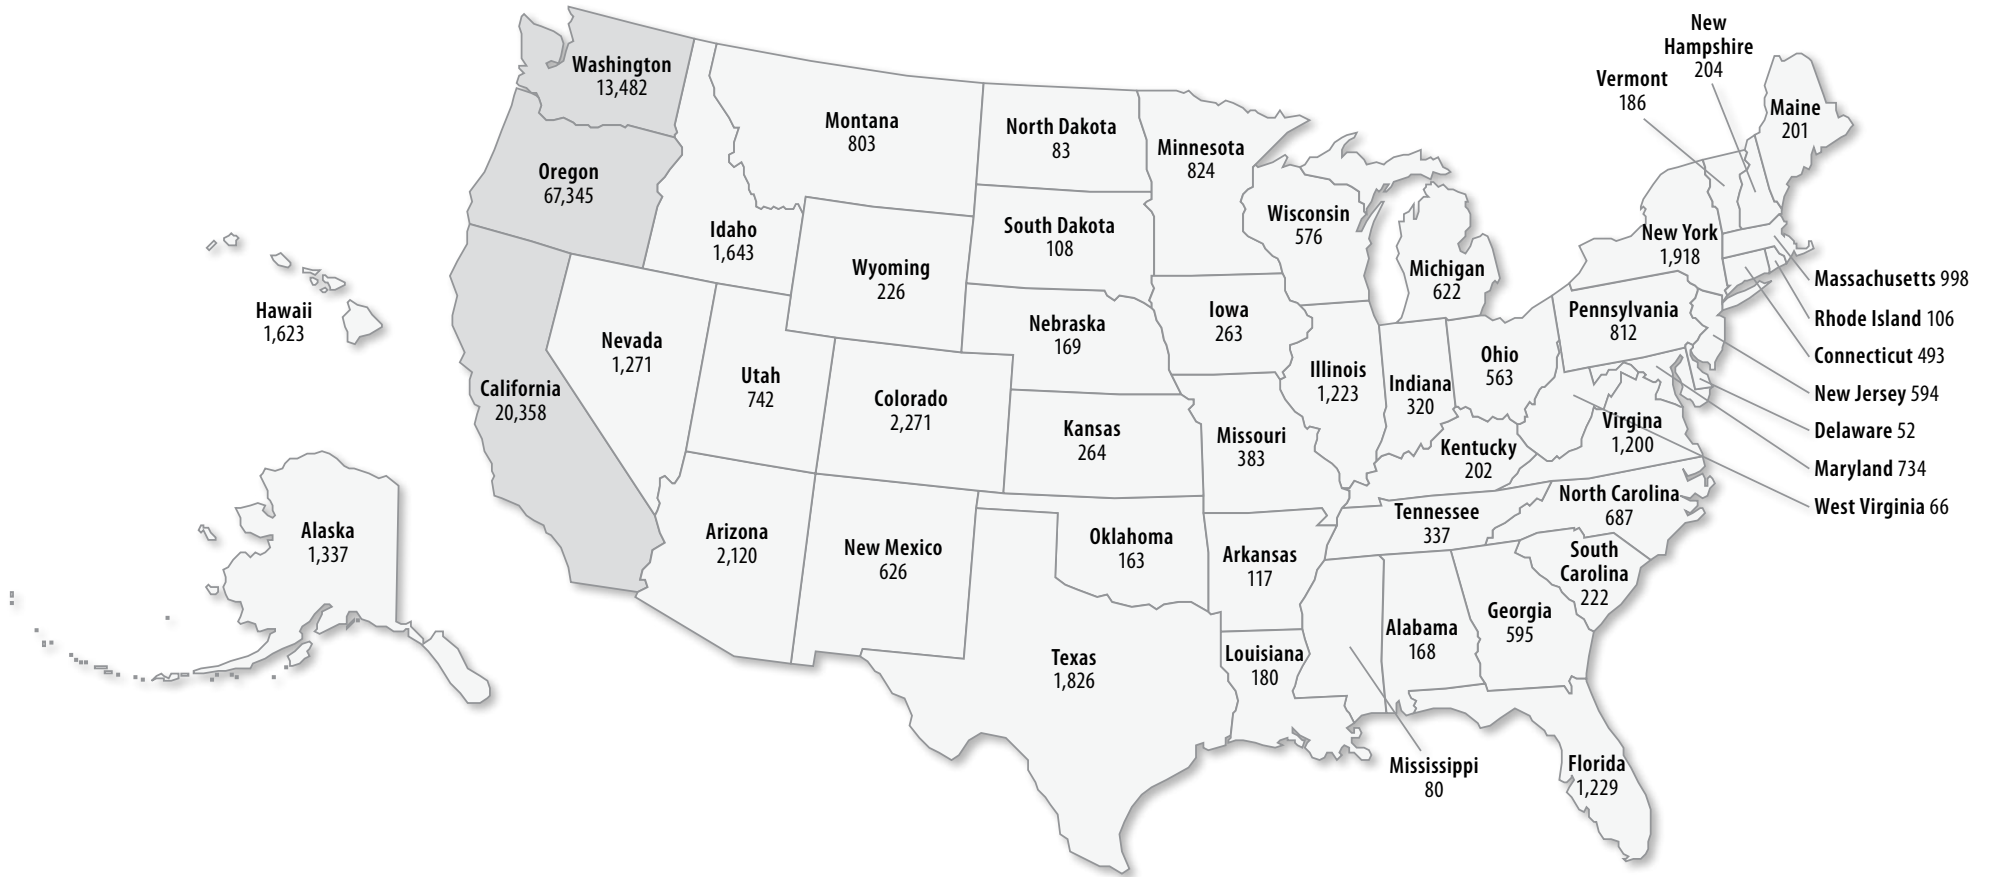 Washington
13,482
Oregon
67,345
California
20,358
Hawaii
1,623
Alaska
1,337
Idaho
1,643
Nevada
1,271
Montana
803
Wyoming
226
Utah
742
Colorado
2,271
Arizona
2,120
New Mexico
626
North Dakota
83
South Dakota
108
Nebraska
169
Kansas
264
Oklahoma
163
Texas
1,826
Minnesota
824
Iowa
263
Missouri
383
Arkansas
117
Louisiana
180
Wisconsin
576
Illinois
1,223
Michigan
622
Indiana
320
Ohio
563
Kentucky
202
Tennessee
337
Mississippi
80
Alabama
168
Georgia
595
Florida
1,229
South
Carolina
222
North Carolina
687
Virgina
1,200
Pennsylvania
812
New York
1,918
Vermont
186
New
Hampshire
204
Maine
201
Massachusetts 998
Rhode Island 106
Connecticut 493
New Jersey 594
Delaware 52
Maryland 734
West Virginia 66